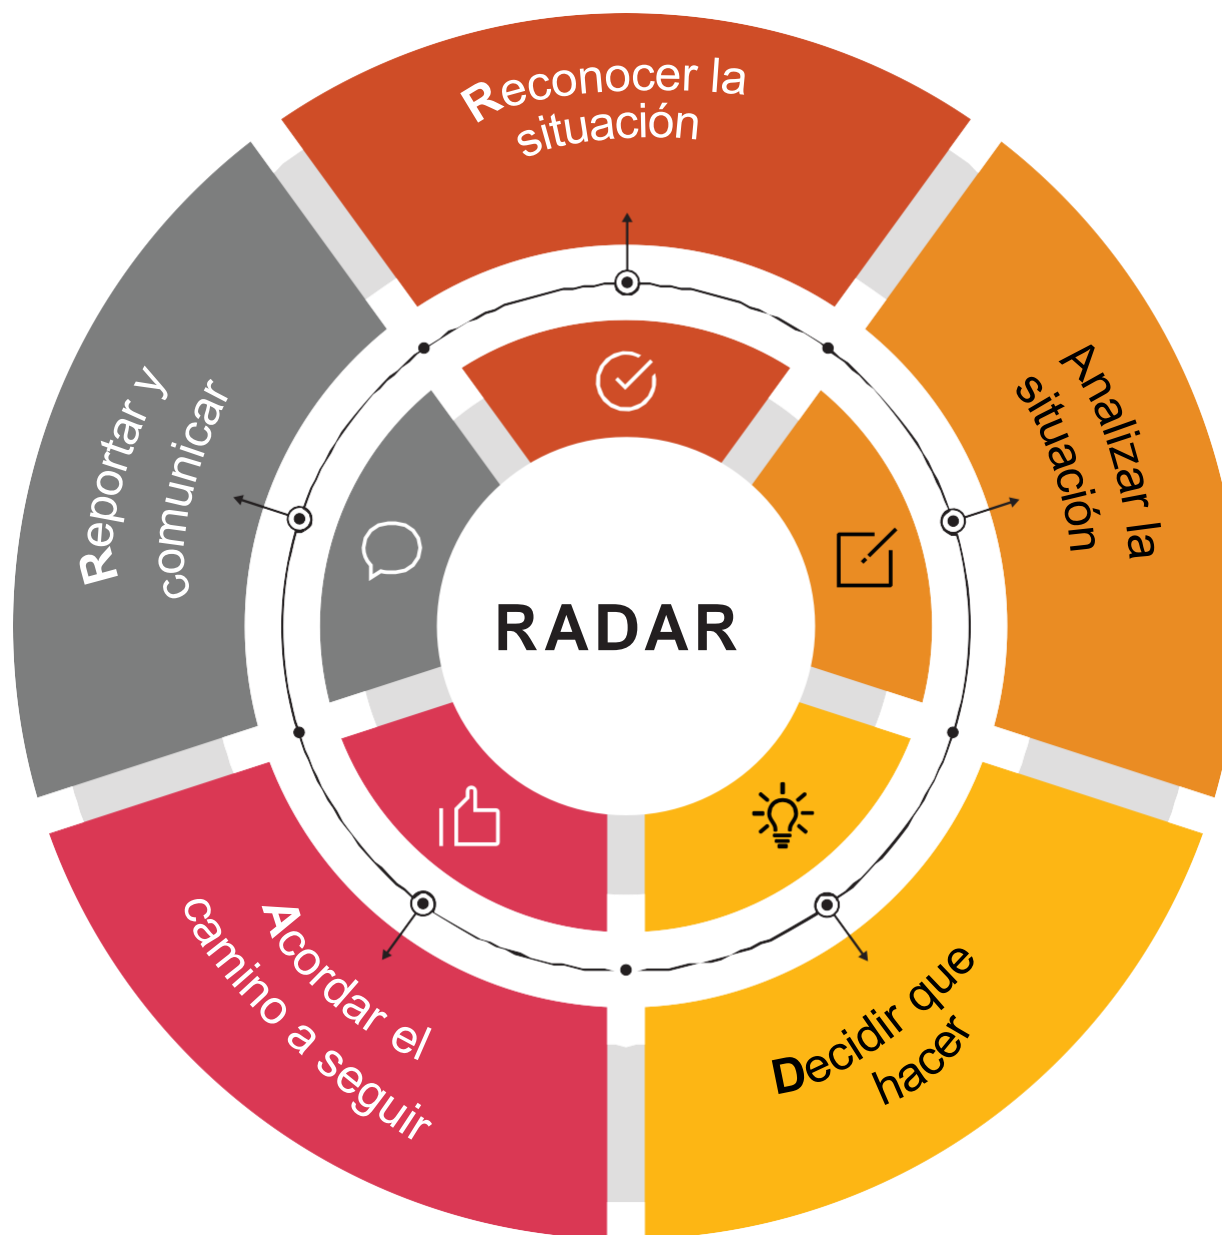 Reconocer la
situación
Analizar la
situación
Decidir que
hacer
Acordar el
camino a seguir
Reportar y
comunicar
RADAR